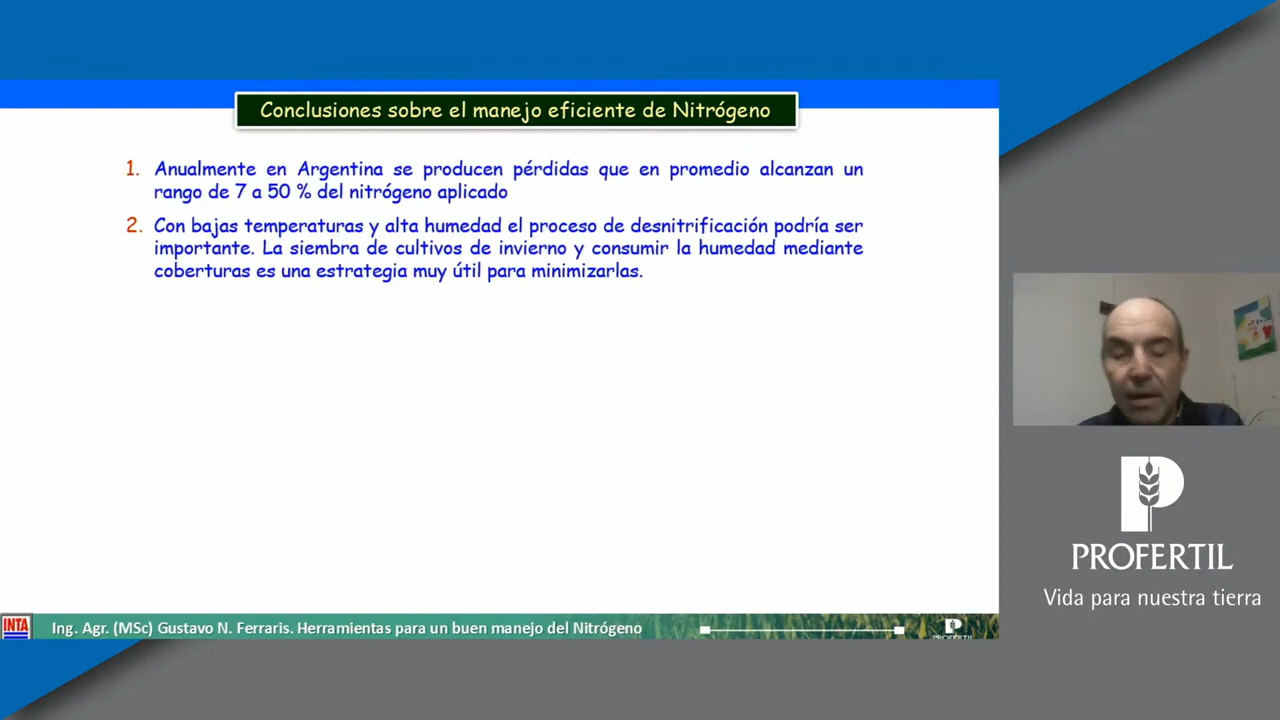 Conclusiones sobre el manejo eficiente de Nitrógeno
1. Anualmente en Argentina se producen pérdidas que en promedio alcanzan un
rango de 7 a 50 % del nitrógeno aplicado
2. Con bajas temperaturas y alta humedad el proceso de desnitrificación podría ser
importante. La siembra de cultivos de invierno y consumir la humedad mediante
coberturas es una estrategia muy útil para minimizarlas.
PROFERTIL
Vida para nuestra tierra
INTA
Ing. Agr. (MSc) Gustavo N. Ferraris. Herramientas para un buen manejo del Nitrógeno
PROFERTIL